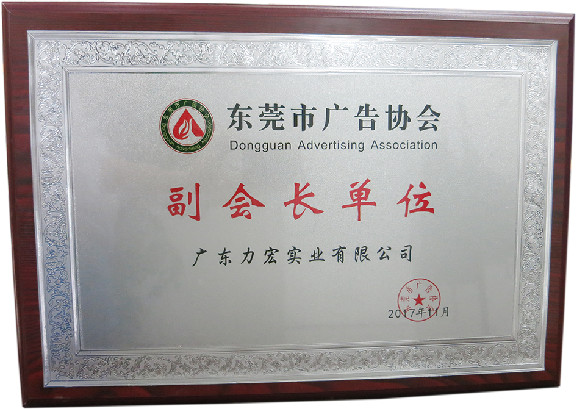 东莞市广告协会
Dongguan Advertising Association
副会长单位
广东力宏实业有限公司
2017年11月